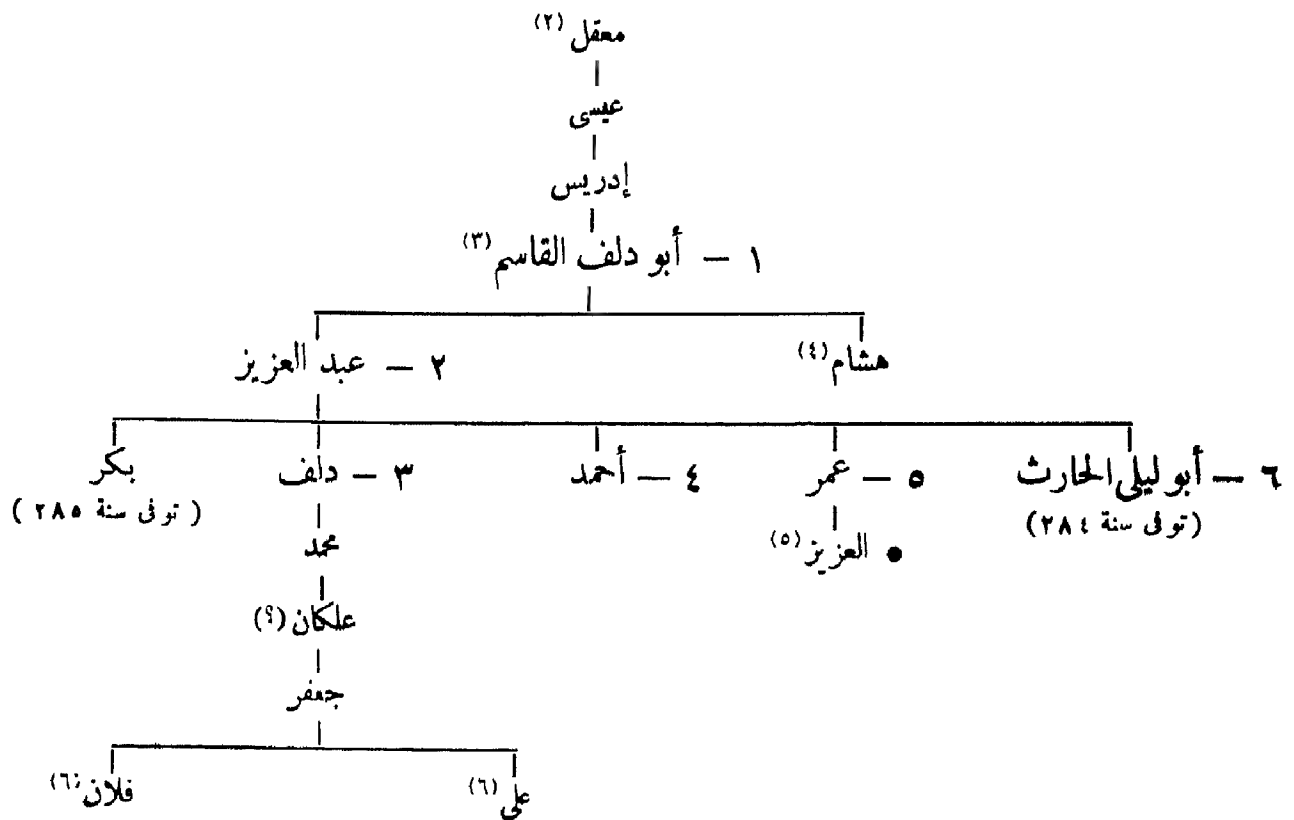 معقل (٢)
عيسى
إدريس
١ — أبو دلف القاسم (٣)
هشام (٤) ٢ — عبد العزيز
٦ — أبو ليلى الحارث ٥ — عمر ٤ — أحمد ٣ — دلف بكر
(توفى سنة ٢٨٤) (توفى سنة ٢٨٥)
● العزيز (٥) محمد
علكان (؟)
جعفر
على (٦) فلان (٦)